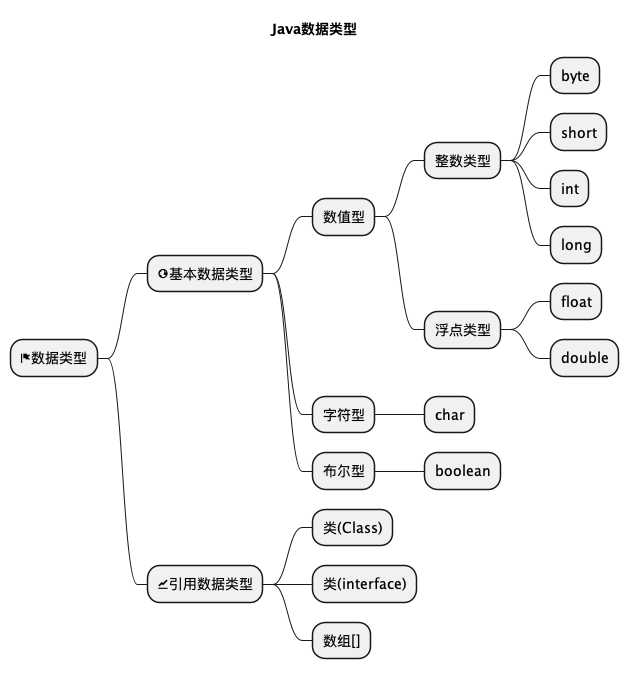 Java数据类型
数据类型
基本数据类型
数值型
整数类型
byte
short
int
long
浮点类型
float
double
字符型
char
布尔型
boolean
引用数据类型
类(Class)
类(interface)
数组[]